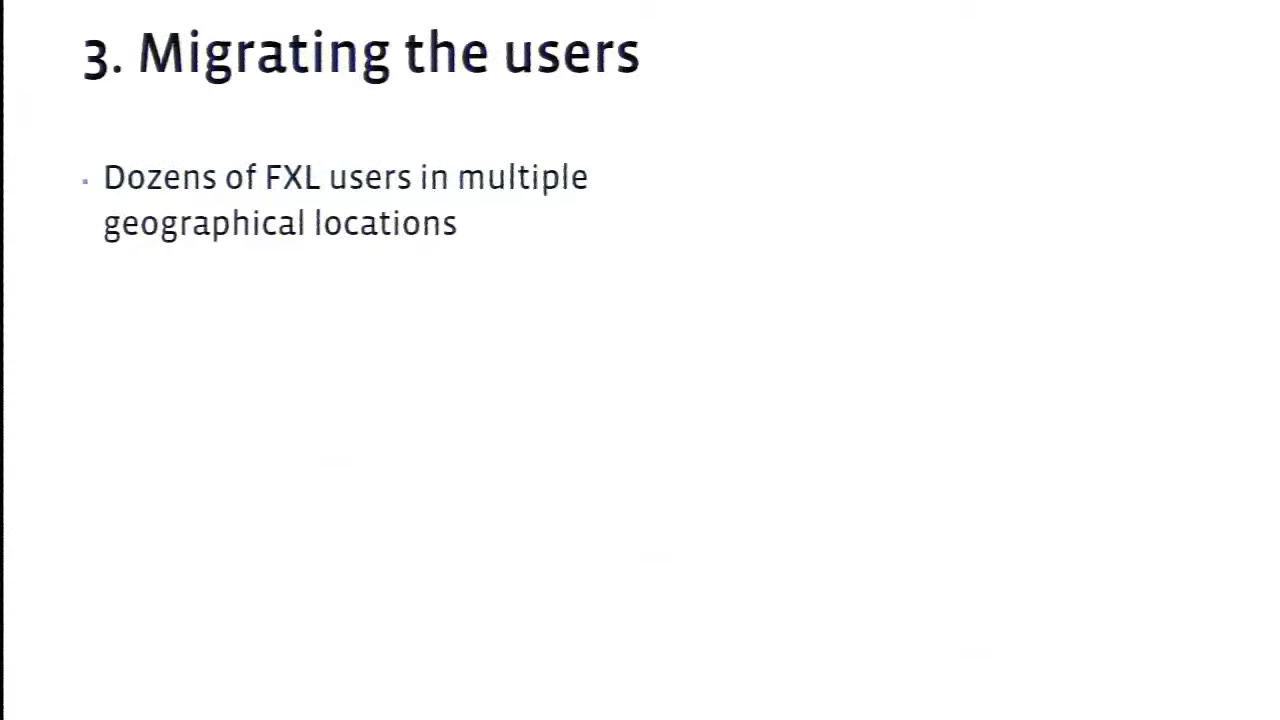 3. Migrating the users
▪ Dozens of FXL users in multiple
geographical locations